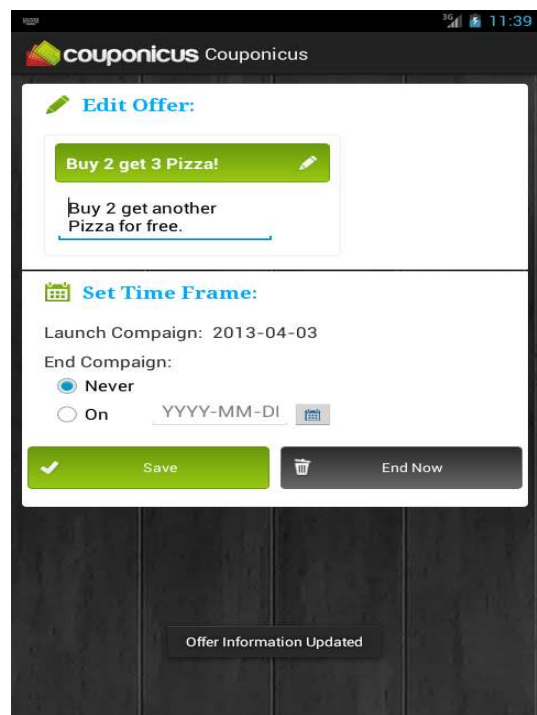 3G 11:39
couponicus Couponicus
Edit Offer:
Buy 2 get 3 Pizza!
Buy 2 get another
Pizza for free.
Set Time Frame:
Launch Compaign: 2013-04-03
End Compaign:
Never
On YYYY-MM-DI
Save End Now
Offer Information Updated